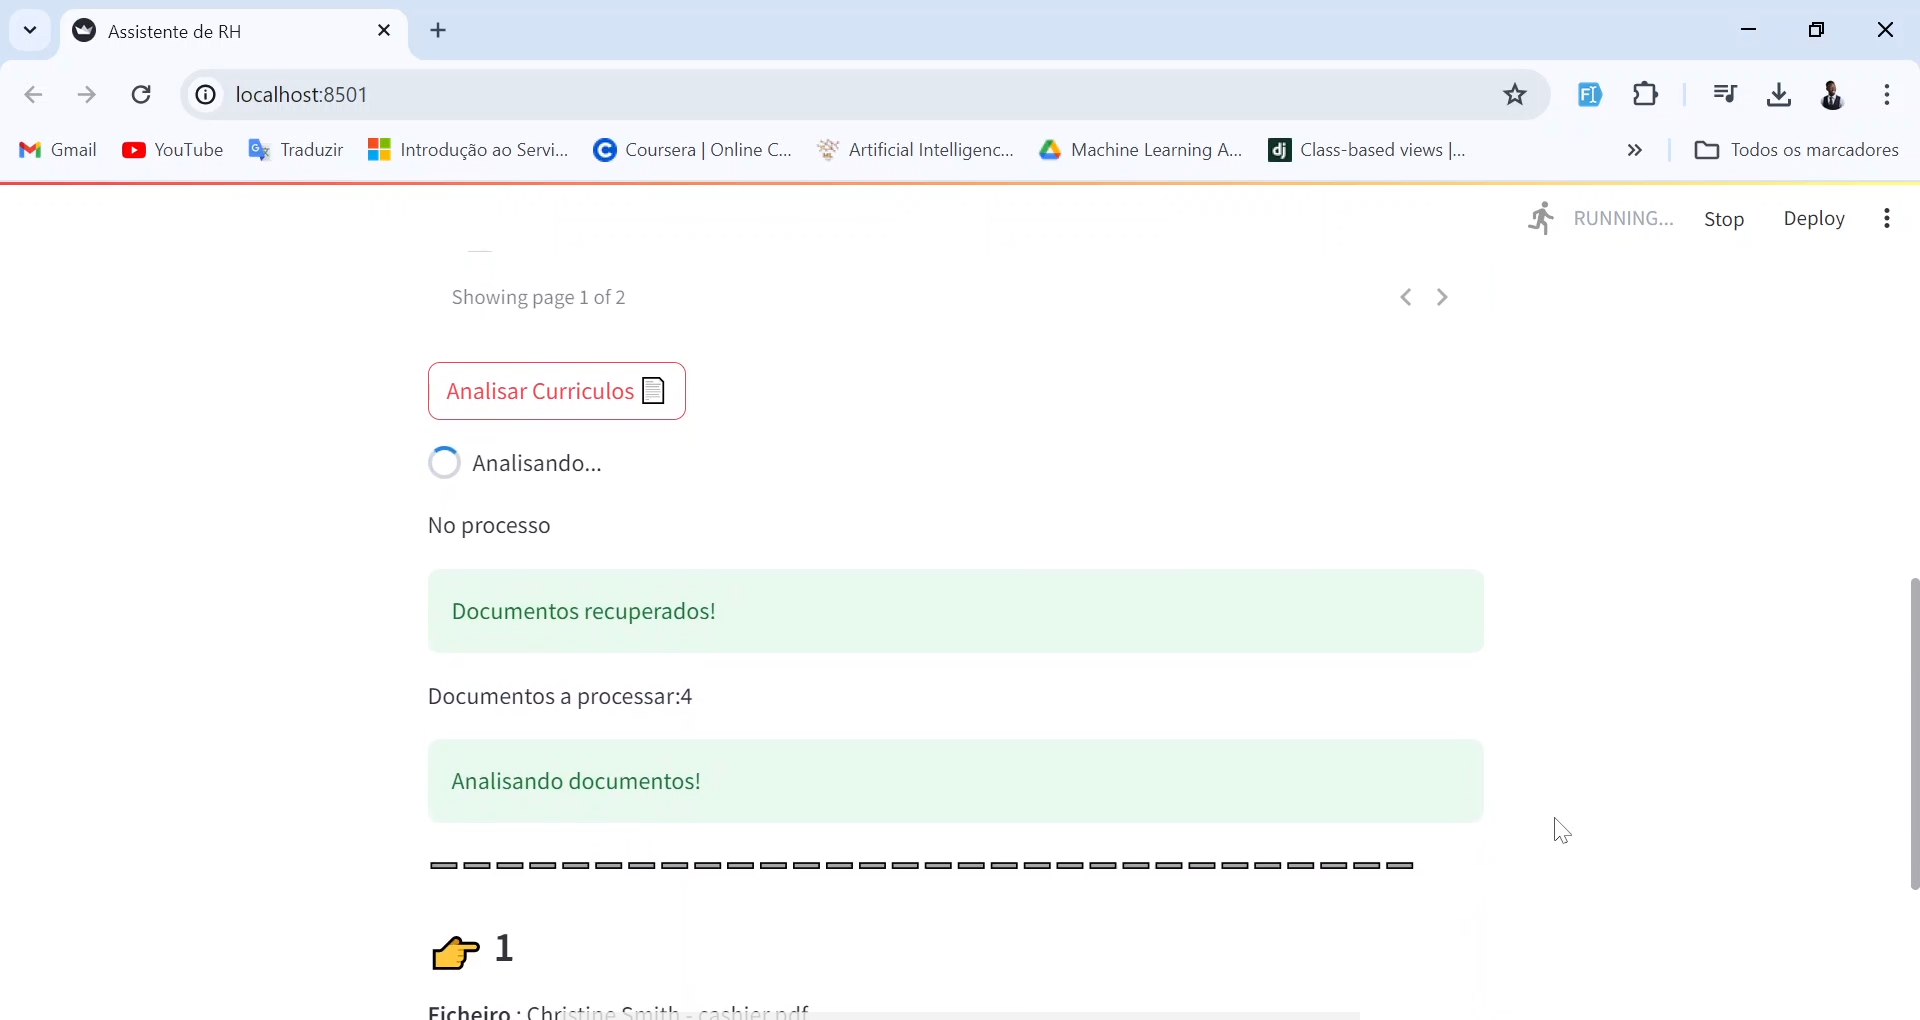 Assistente de RH
localhost:8501
Gmail YouTube Traduzir Introdução ao Servi... Coursera | Online C... Artificial Intelligenc... Machine Learning A... dj Class-based views |... » Todos os marcadores
RUNNING... Stop Deploy
Showing page 1 of 2
Analisar Curriculos
Analisando...
No processo
Documentos recuperados!
Documentos a processar:4
Analisando documentos!
1
Ficheiro : Christine Smith - cashier.pdf